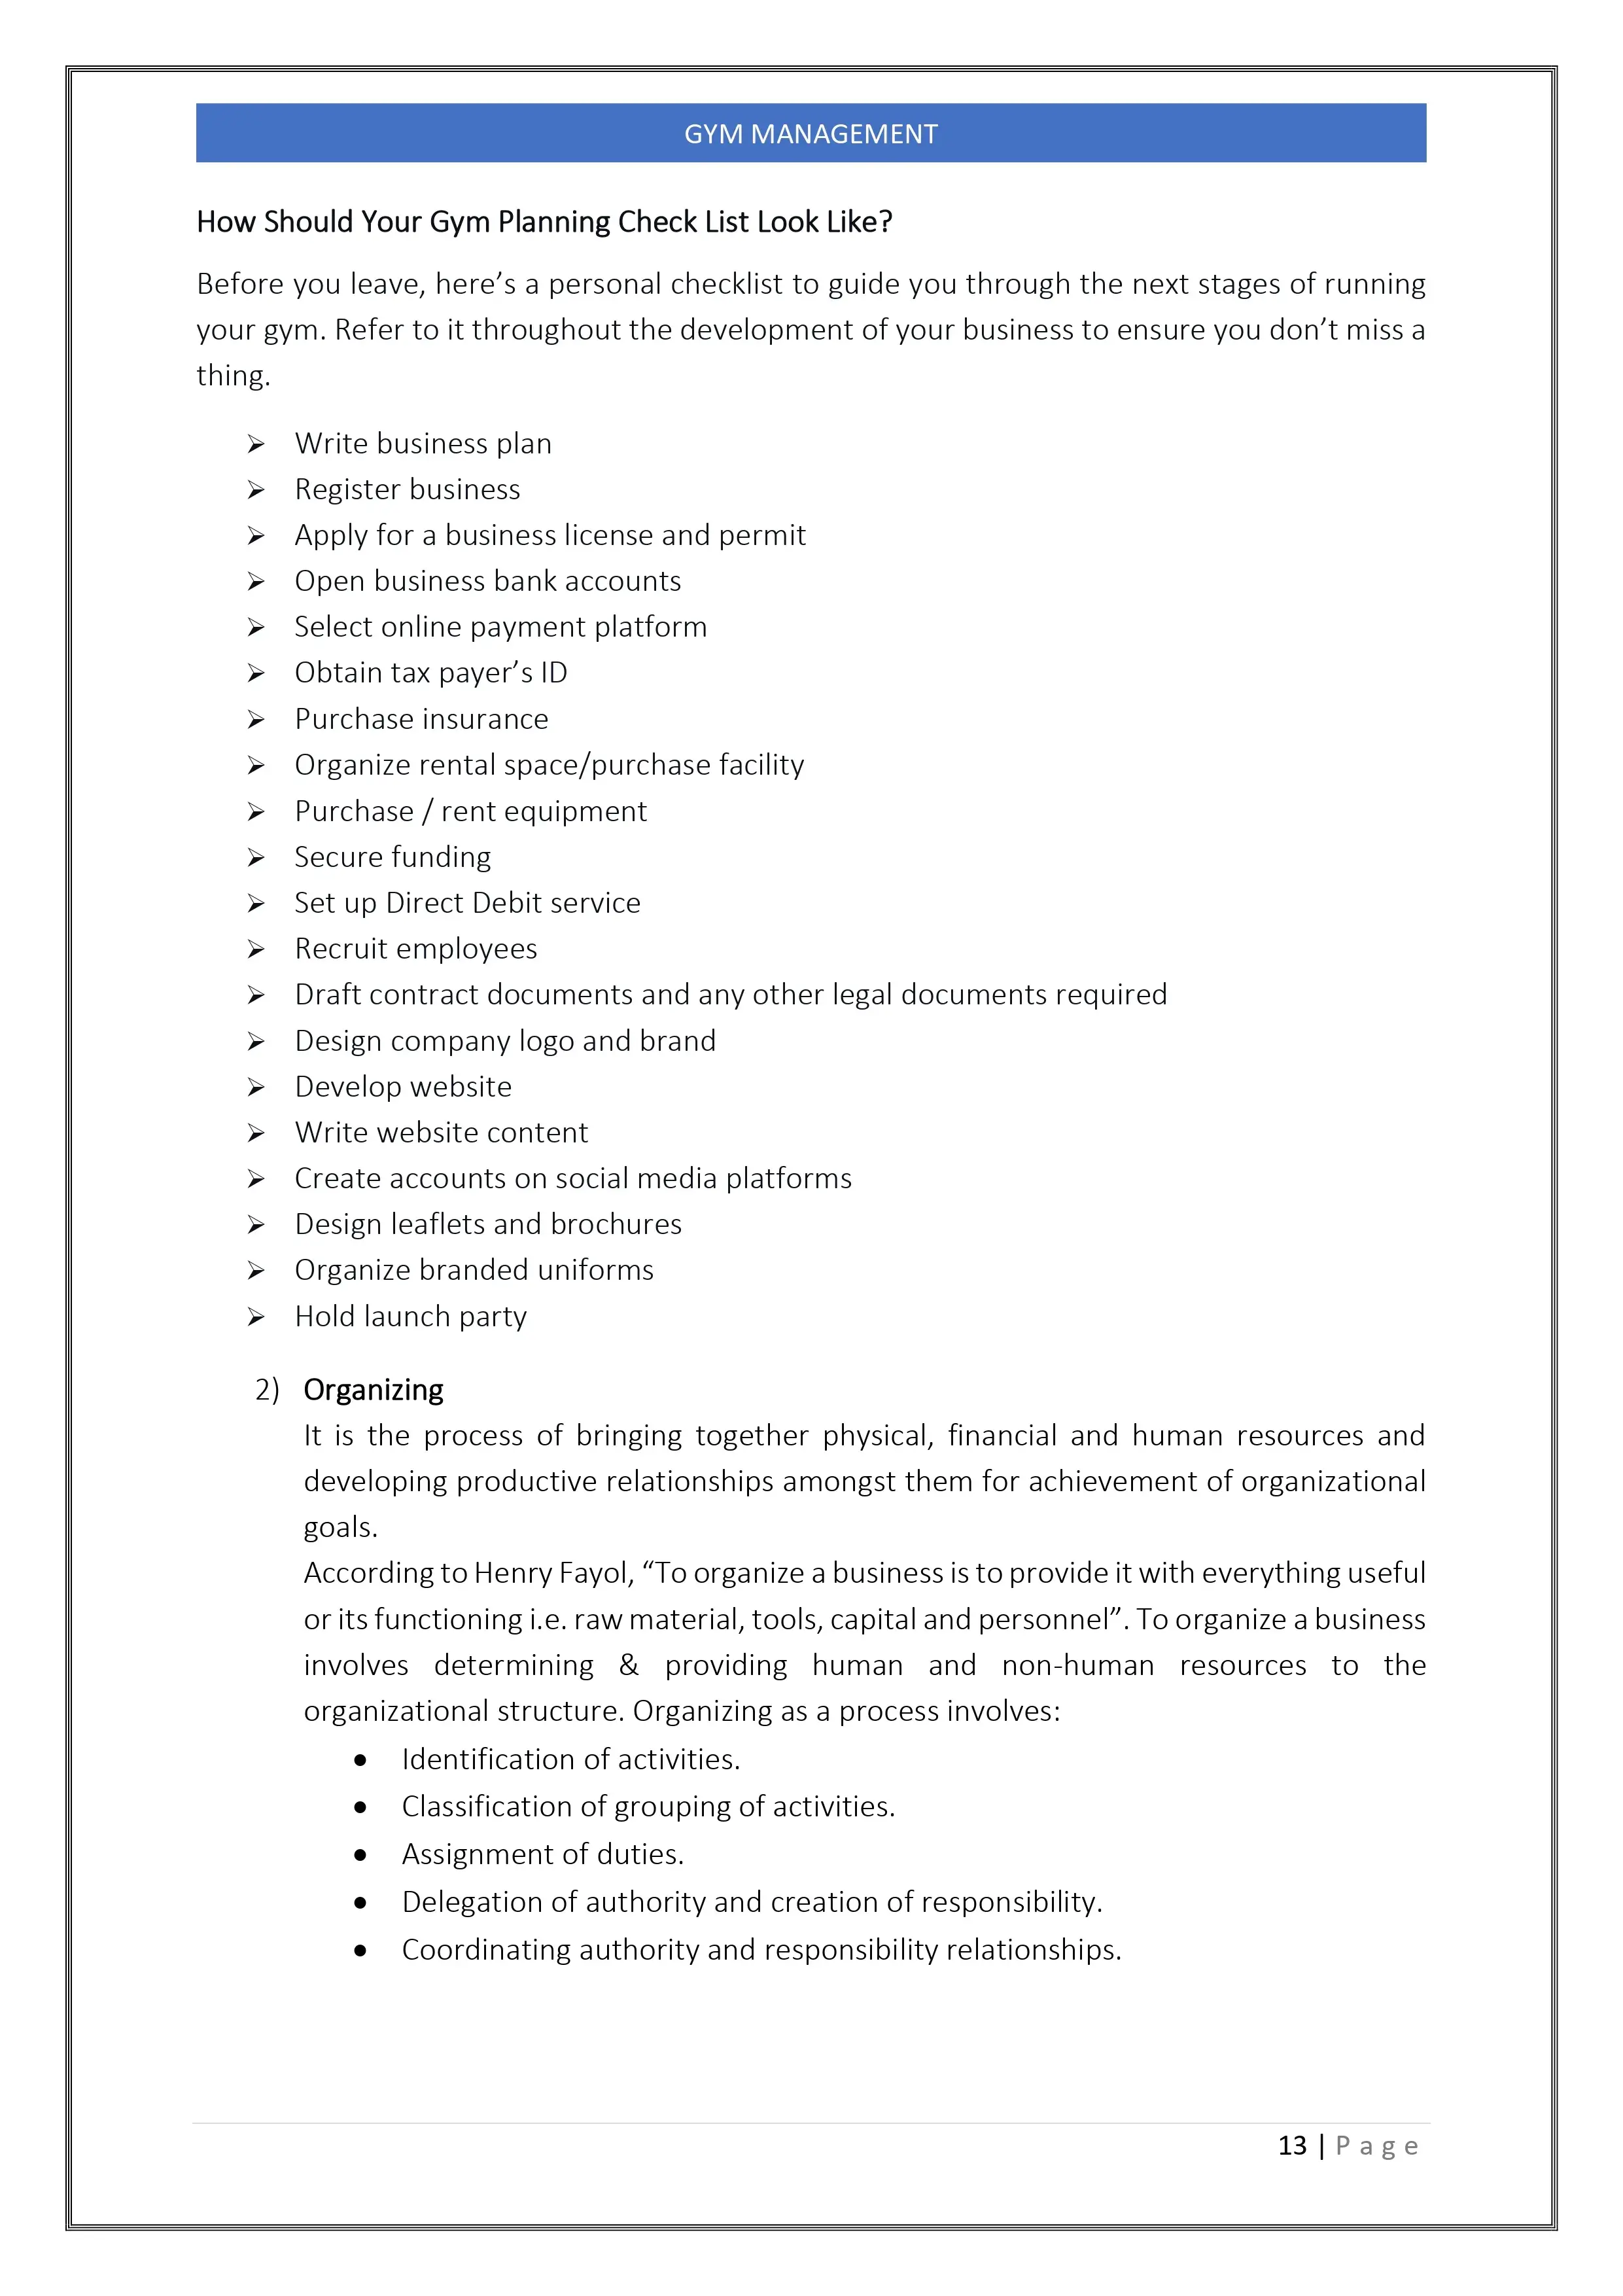 GYM MANAGEMENT
How Should Your Gym Planning Check List Look Like?
Before you leave, here’s a personal checklist to guide you through the next stages of running
your gym. Refer to it throughout the development of your business to ensure you don’t miss a
thing.
➢ Write business plan
➢ Register business
➢ Apply for a business license and permit
➢ Open business bank accounts
➢ Select online payment platform
➢ Obtain tax payer’s ID
➢ Purchase insurance
➢ Organize rental space/purchase facility
➢ Purchase / rent equipment
➢ Secure funding
➢ Set up Direct Debit service
➢ Recruit employees
➢ Draft contract documents and any other legal documents required
➢ Design company logo and brand
➢ Develop website
➢ Write website content
➢ Create accounts on social media platforms
➢ Design leaflets and brochures
➢ Organize branded uniforms
➢ Hold launch party
2) Organizing
It is the process of bringing together physical, financial and human resources and
developing productive relationships amongst them for achievement of organizational
goals.
According to Henry Fayol, “To organize a business is to provide it with everything useful
or its functioning i.e. raw material, tools, capital and personnel”. To organize a business
involves determining & providing human and non-human resources to the
organizational structure. Organizing as a process involves:
• Identification of activities.
• Classification of grouping of activities.
• Assignment of duties.
• Delegation of authority and creation of responsibility.
• Coordinating authority and responsibility relationships.
13 | P a g e